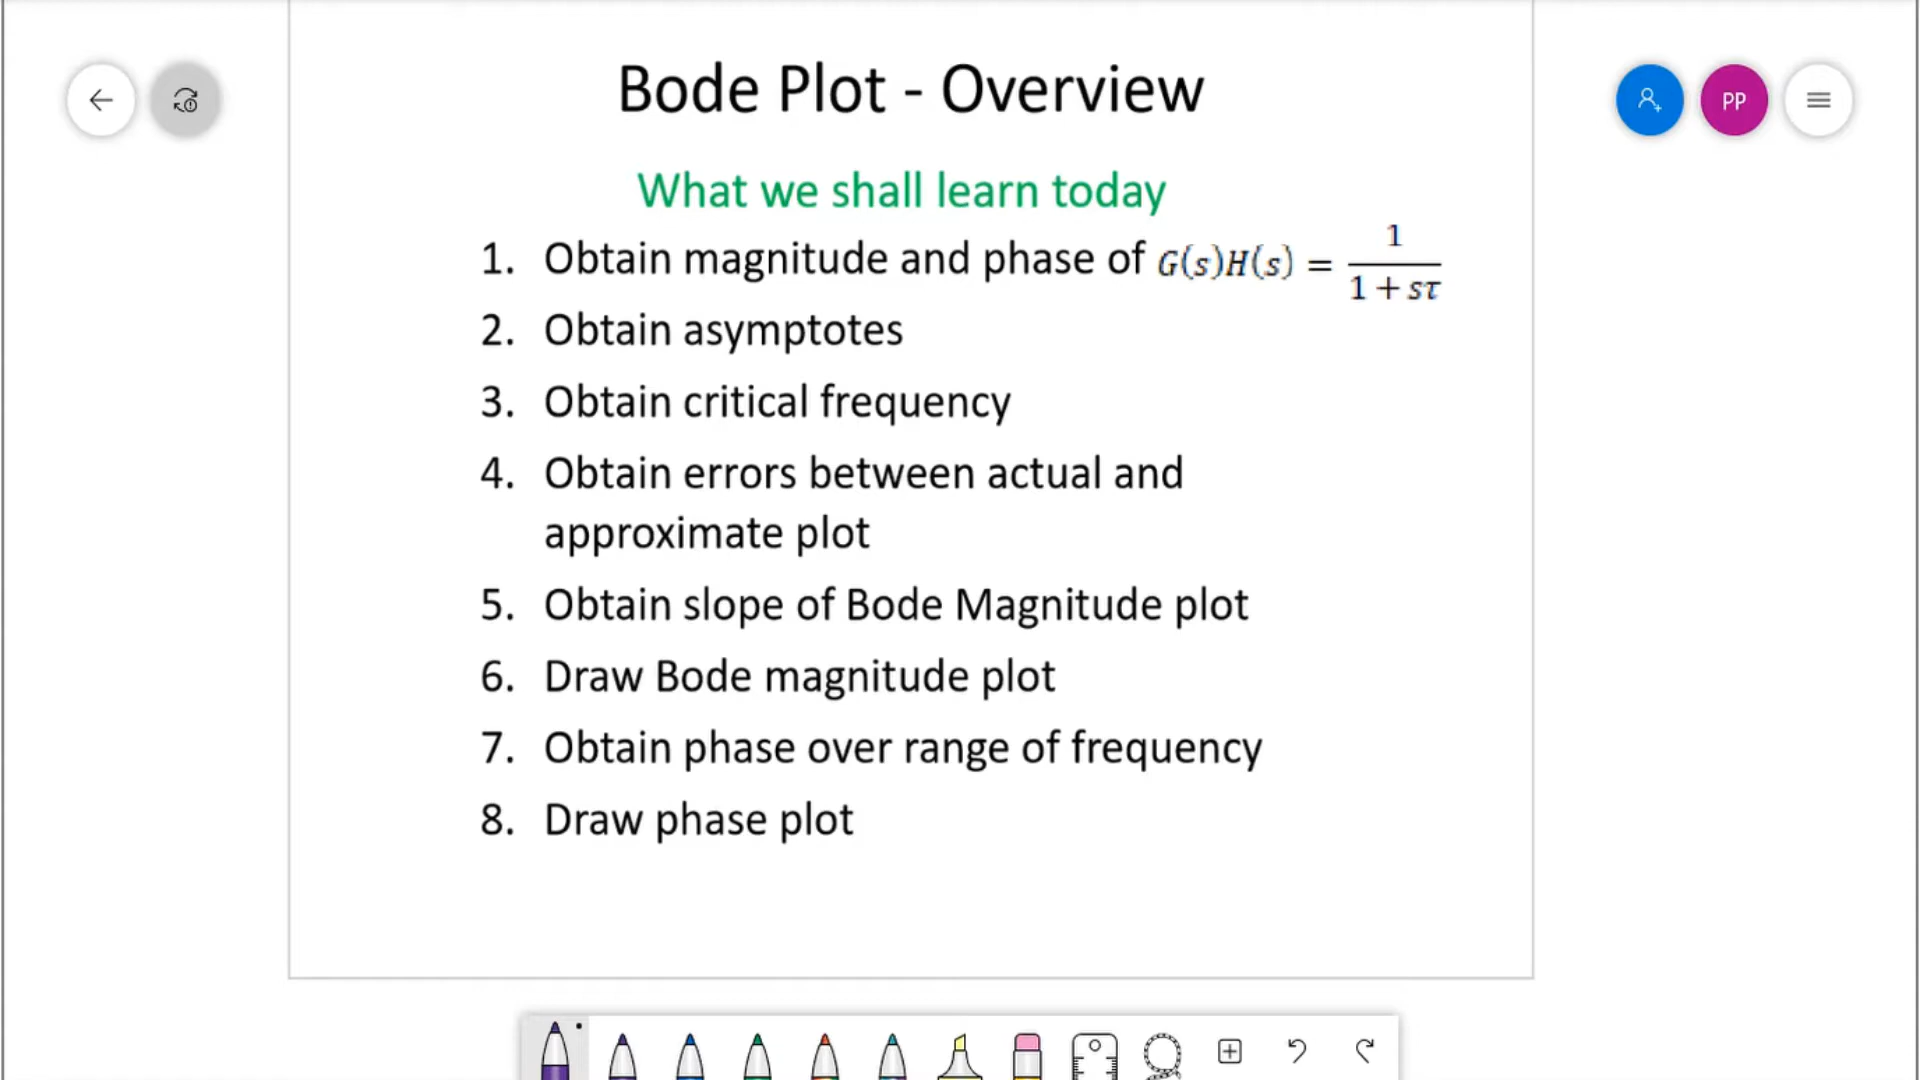 Bode Plot - Overview
PP
What we shall learn today
1. Obtain magnitude and phase of G(s)H(s) = 1 / (1 + sτ)
2. Obtain asymptotes
3. Obtain critical frequency
4. Obtain errors between actual and
approximate plot
5. Obtain slope of Bode Magnitude plot
6. Draw Bode magnitude plot
7. Obtain phase over range of frequency
8. Draw phase plot